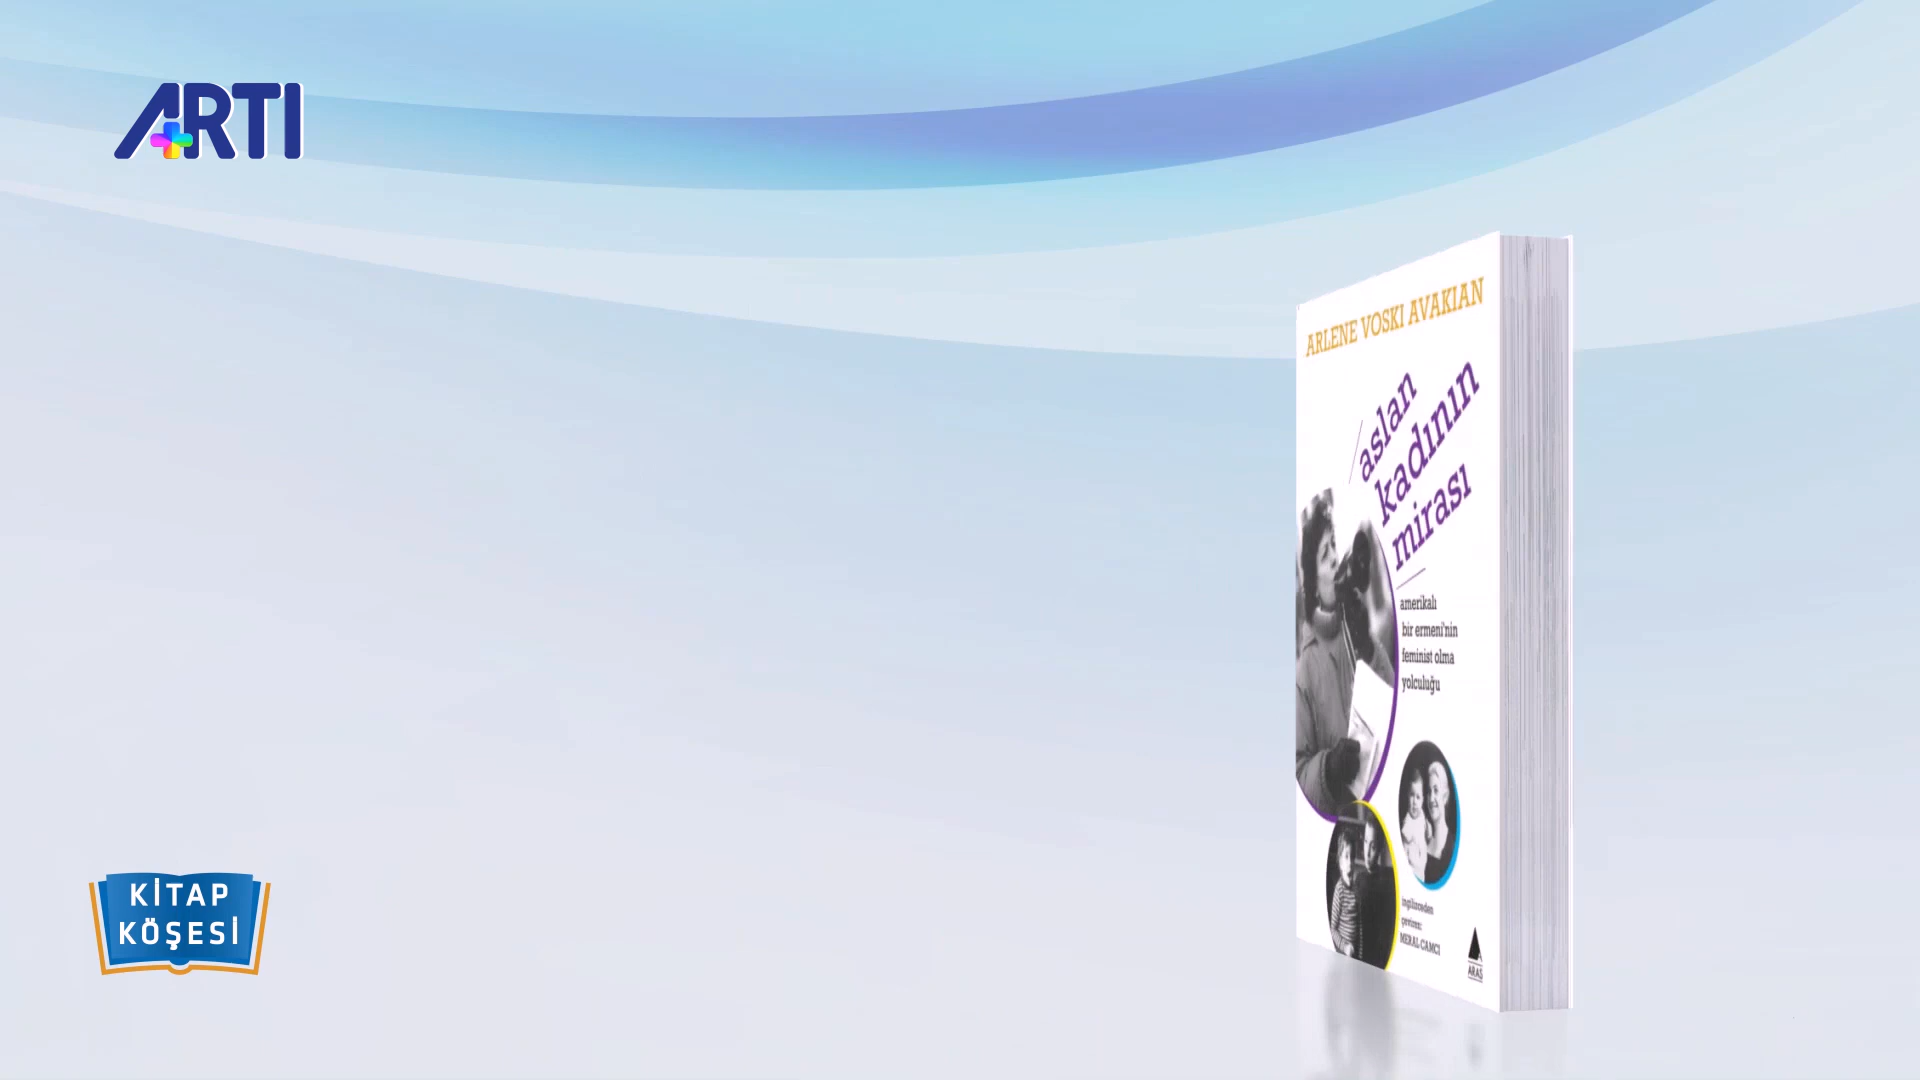 ARTI
ARLENE VOSKI AVAKIAN
aslan
kadının
mirası
amerikalı
bir ermeni'nin
feminist olma
yolculuğu
ingilizceden
çeviren:
MERAL CAMCI
ARAS
KİTAP
KÖŞESİ